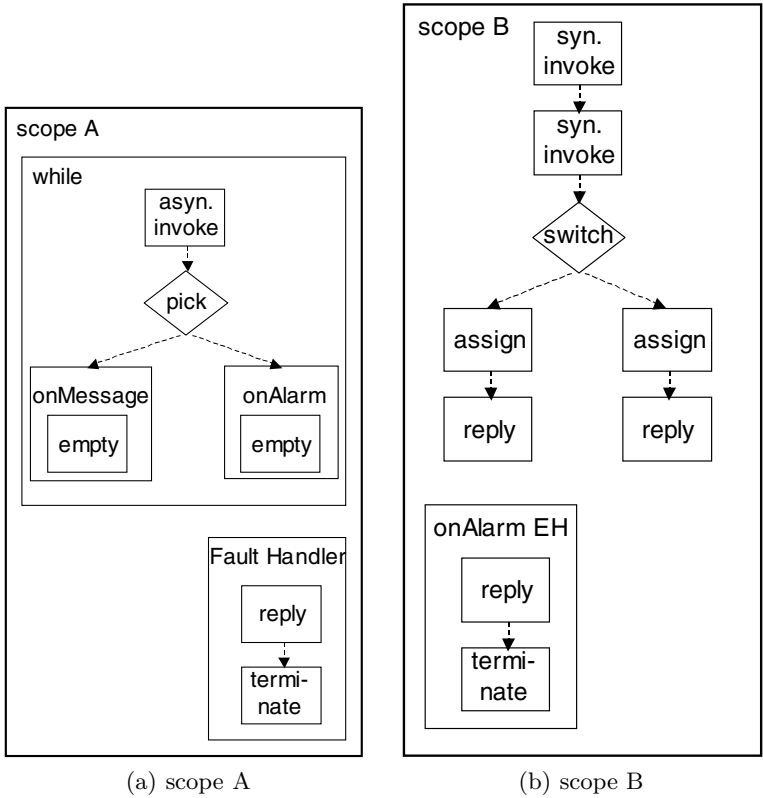 scope A
while
asyn.
invoke
pick
onMessage
empty
onAlarm
empty
Fault Handler
reply
termi-
nate
(a) scope A
scope B
syn.
invoke
syn.
invoke
switch
assign
assign
reply
reply
onAlarm EH
reply
termi-
nate
(b) scope B